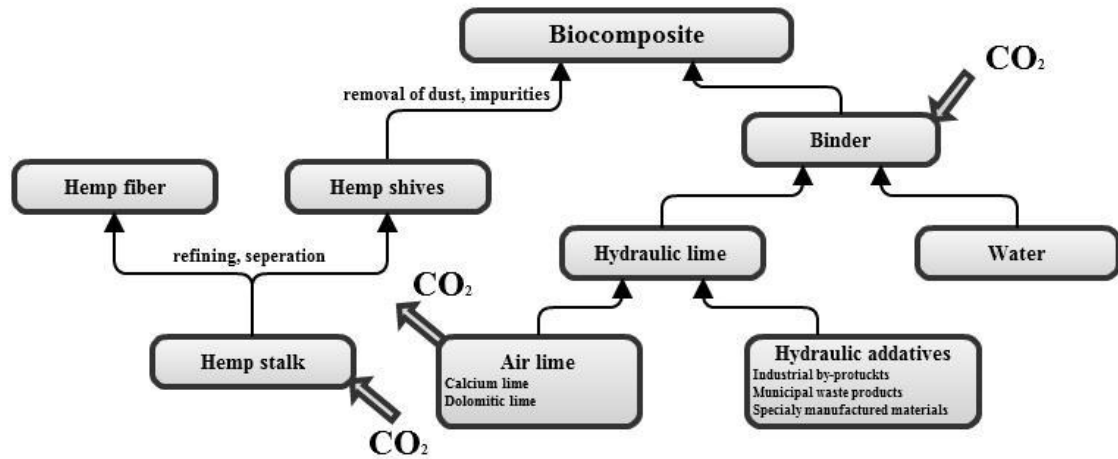 Biocomposite
CO2
removal of dust, impurities
Binder
Hemp fiber
Hemp shives
refining, seperation
Hydraulic lime
Water
CO2
Hemp stalk
Air lime
Calcium lime
Dolomitic lime
Hydraulic addatives
Industrial by-protuckts
Municipal waste products
Specialy manufactured materials
CO2